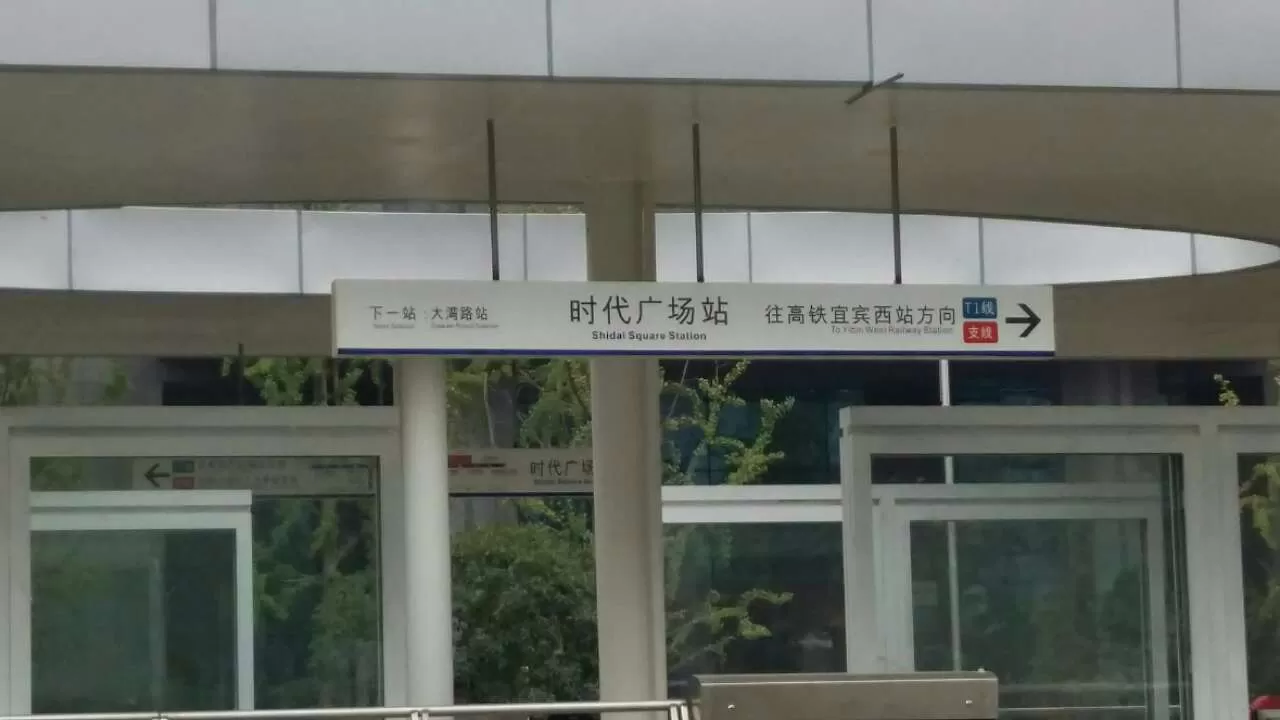 下一站：大湾路站
时代广场站
Shidai Square Station
往高铁宜宾西站方向
To Yibin West Railway Station
T1线
支线
时代广场